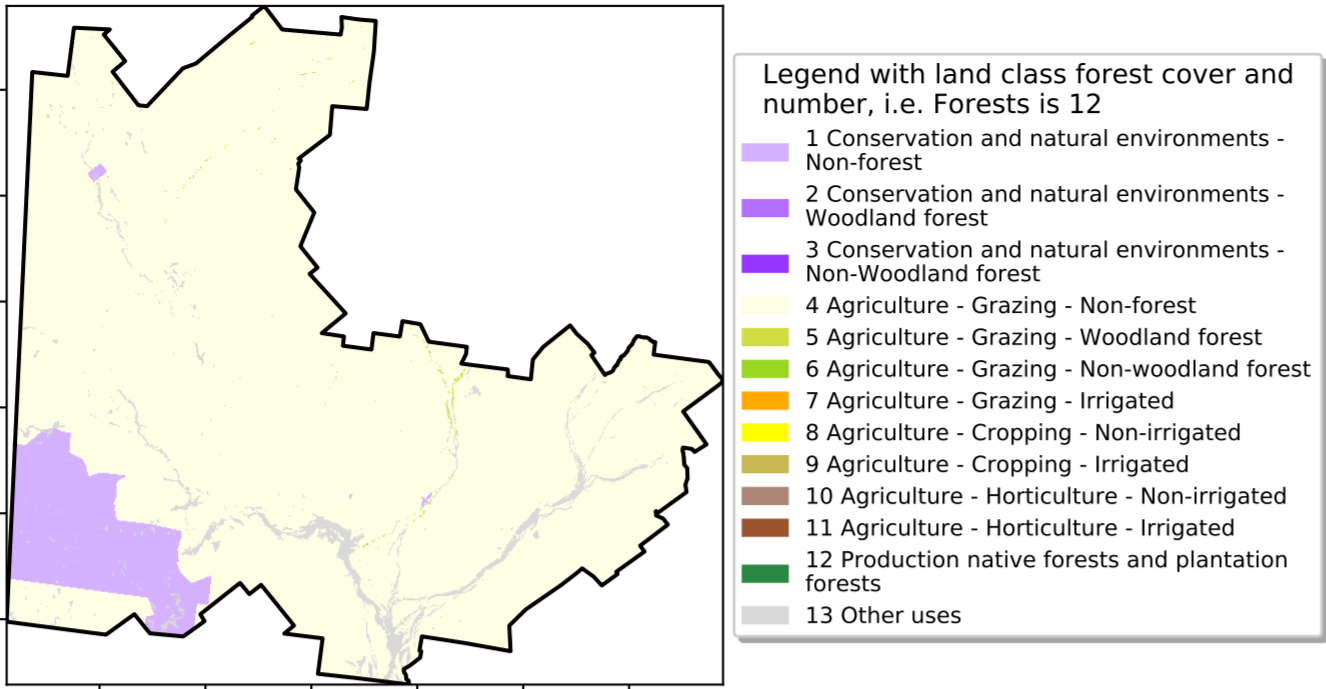 Legend with land class forest cover and
number, i.e. Forests is 12
1 Conservation and natural environments -
Non-forest
2 Conservation and natural environments -
Woodland forest
3 Conservation and natural environments -
Non-Woodland forest
4 Agriculture - Grazing - Non-forest
5 Agriculture - Grazing - Woodland forest
6 Agriculture - Grazing - Non-woodland forest
7 Agriculture - Grazing - Irrigated
8 Agriculture - Cropping - Non-irrigated
9 Agriculture - Cropping - Irrigated
10 Agriculture - Horticulture - Non-irrigated
11 Agriculture - Horticulture - Irrigated
12 Production native forests and plantation
forests
13 Other uses